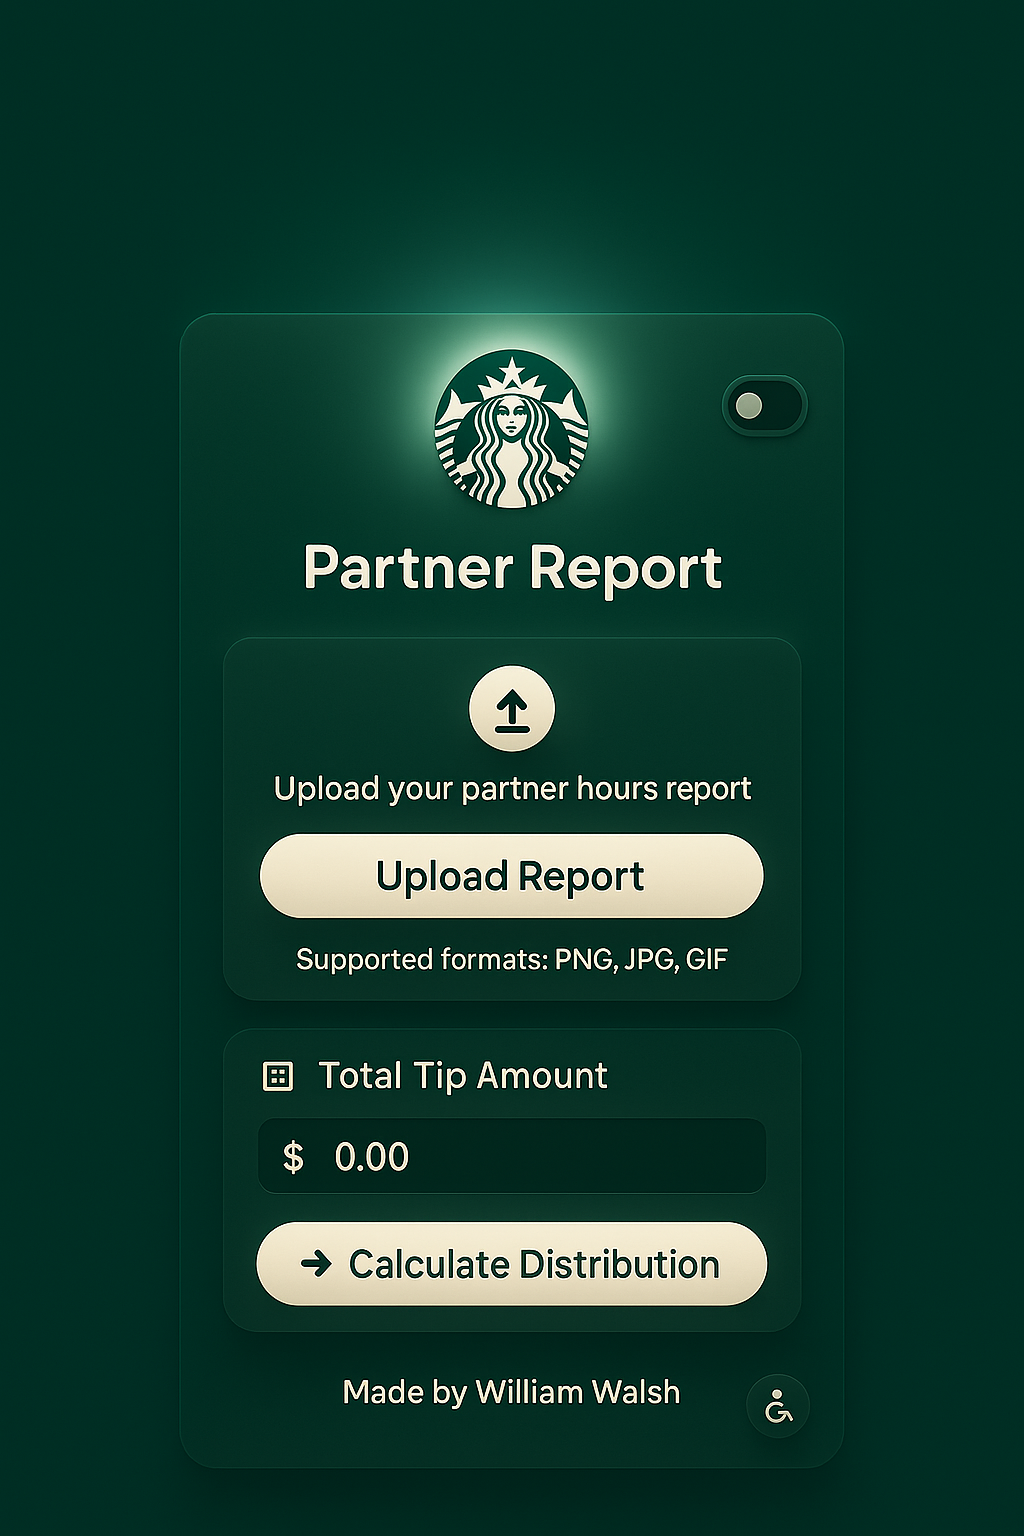 Partner Report
Upload your partner hours report
Upload Report
Supported formats: PNG, JPG, GIF
Total Tip Amount
$ 0.00
Calculate Distribution
Made by William Walsh